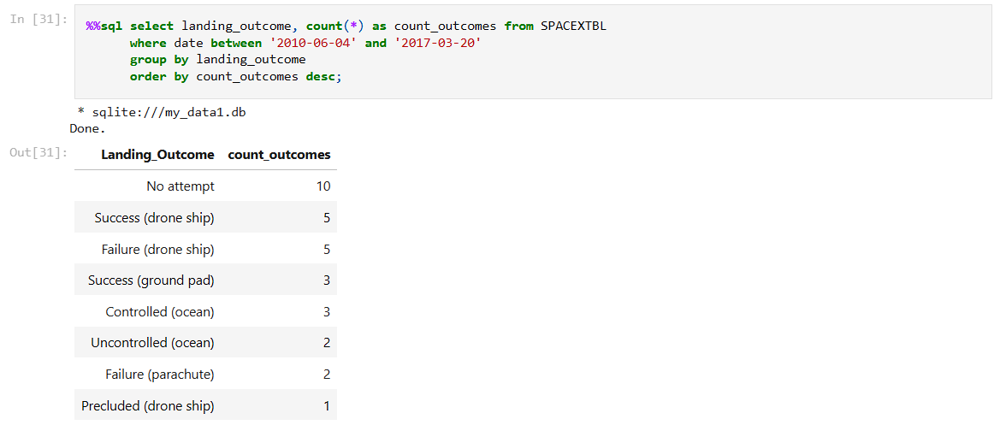 In [31]: %%sql select landing_outcome, count(*) as count_outcomes from SPACEXTBL
where date between '2010-06-04' and '2017-03-20'
group by landing_outcome
order by count_outcomes desc;
* sqlite:///my_data1.db
Done.
Out[31]: Landing_Outcome count_outcomes
No attempt 10
Success (drone ship) 5
Failure (drone ship) 5
Success (ground pad) 3
Controlled (ocean) 3
Uncontrolled (ocean) 2
Failure (parachute) 2
Precluded (drone ship) 1